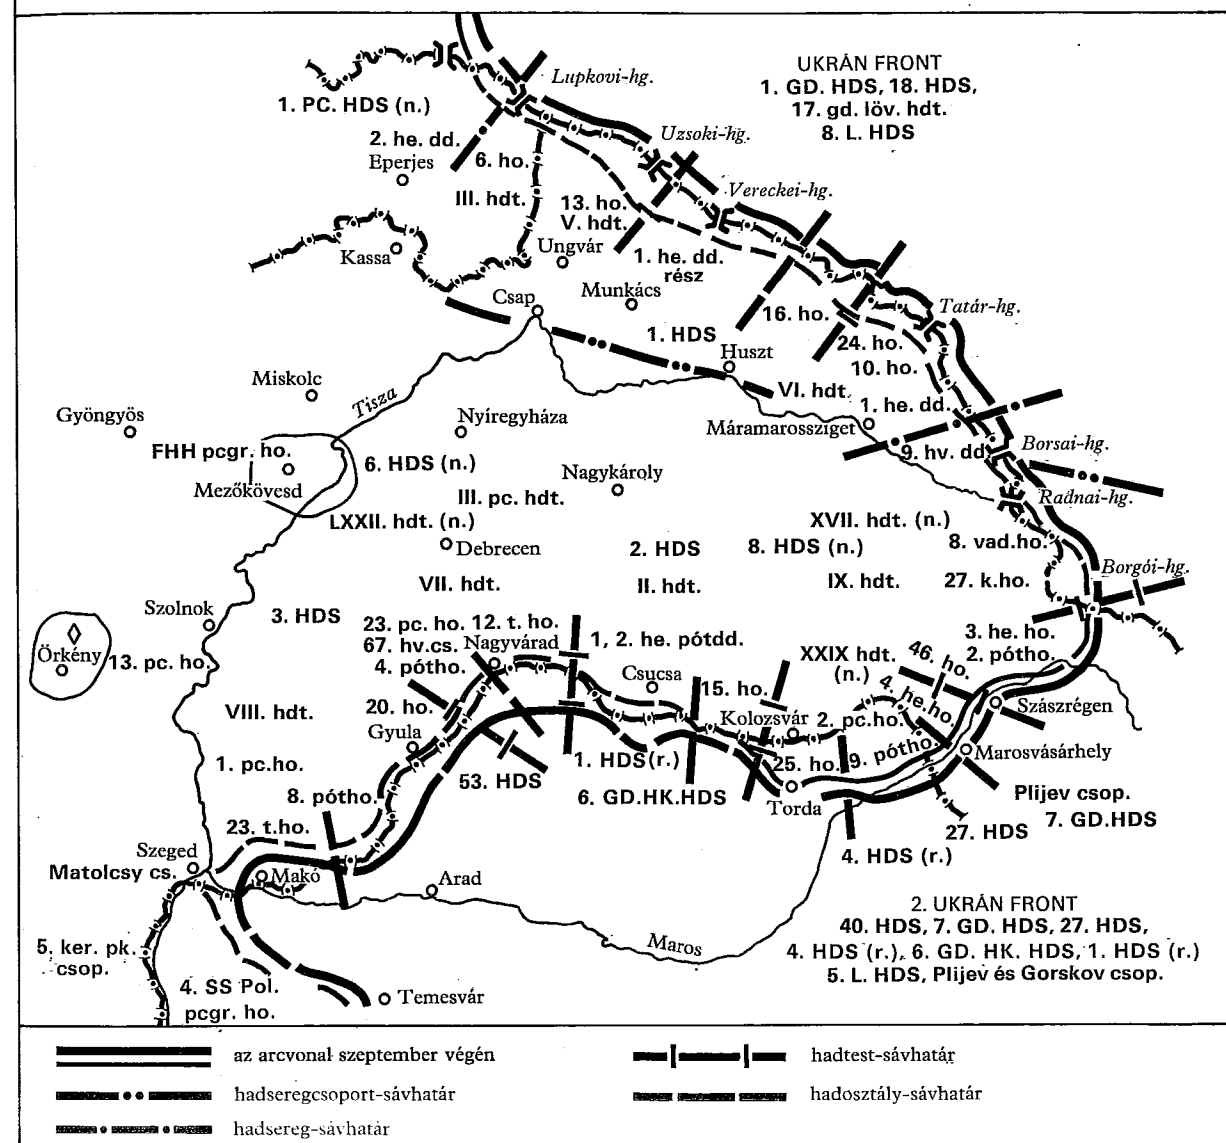 UKRÁN FRONT
1. GD. HDS, 18. HDS,
17. gd. löv. hdt.
8. L. HDS
Lupkovi-hg.
1. PC. HDS (n.)
2. he. dd.
Eperjes
6. ho.
Uzsoki-hg.
III. hdt.
13. ho.
V. hdt.
Vereckei-hg.
Kassa
Ungvár
1. he. dd.
rész
Csap
Munkács
16. ho.
Tatár-hg.
1. HDS
24. ho.
Huszt
10. ho.
Miskolc
VI. hdt.
Tisza
1. he. dd.
Gyöngyös
Nyíregyháza
Máramarossziget
FHH pcgr. ho.
9. hv. dd
Borsai-hg.
6. HDS (n.)
Mezőkövesd
Nagykároly
III. pc. hdt.
Radnai-hg.
LXXII. hdt. (n.)
XVII. hdt. (n.)
Debrecen
2. HDS
8. HDS (n.)
8. vad.ho.
VII. hdt.
II. hdt.
IX. hdt.
27. k.ho.
Borgói-hg.
Szolnok
3. HDS
23. pc. ho.
12. t. ho.
67. hv.cs.
Nagyvárad
1, 2. he. pótdd.
3. he. ho.
2. pótho.
Örkény
13. pc. ho.
4. pótho.
Csucsa
XXIX hdt.
(n.)
46. ho.
4. he.ho.
15. ho.
20. ho.
VIII. hdt.
Gyula
Kolozsvár
2. pc.ho.
Szászrégen
9. pótho.
Marosvásárhely
1. pc.ho.
1. HDS(r.)
25. ho.
53. HDS
8. pótho.
6. GD.HK.HDS
Torda
Plijev csop.
7. GD.HDS
23. t.ho.
27. HDS
Szeged
4. HDS (r.)
Matolcsy cs.
Makó
Arad
2. UKRÁN FRONT
40. HDS, 7. GD. HDS, 27. HDS,
4. HDS (r.), 6. GD. HK. HDS, 1. HDS (r.)
5. L. HDS, Plijev és Gorskov csop.
5. ker. pk.
csop.
Maros
4. SS Pol.
pcgr. ho.
Temesvár
az arcvonal szeptember végén
hadtest-sávhatár
hadseregcsoport-sávhatár
hadosztály-sávhatár
hadsereg-sávhatár